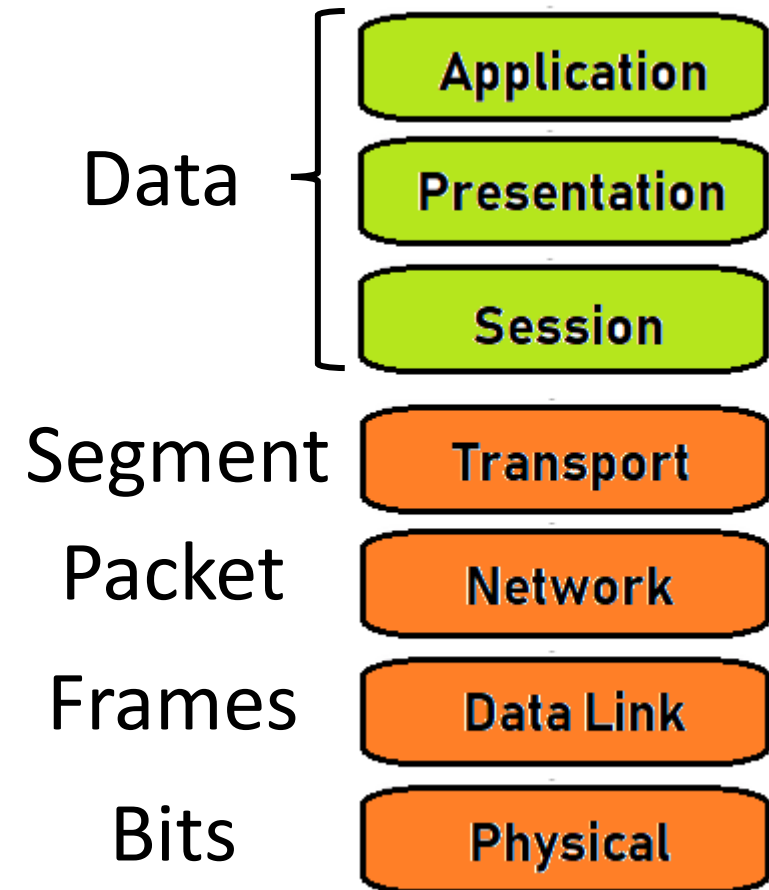 Data
Application
Presentation
Session
Segment
Transport
Packet
Network
Frames
Data Link
Bits
Physical